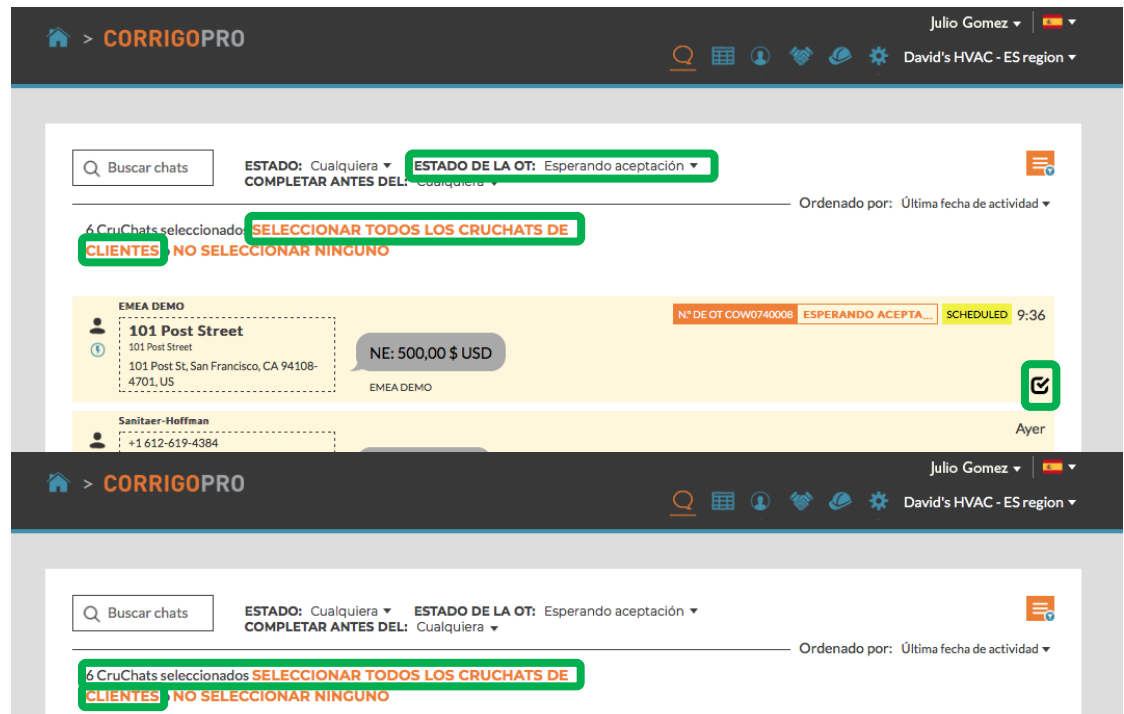 Julio Gomez
> CORRIGOPRO
David's HVAC - ES region
Buscar chats
ESTADO: Cualquiera ESTADO DE LA OT: Esperando aceptación
COMPLETAR ANTES DEL: Cualquiera
Ordenado por: Última fecha de actividad
6 CruChats seleccionados SELECCIONAR TODOS LOS CRUCHATS DE
CLIENTES o NO SELECCIONAR NINGUNO
EMEA DEMO
N.º DE OT COW0740008 ESPERANDO ACEPTA... SCHEDULED 9:36
101 Post Street
101 Post Street
101 Post St, San Francisco, CA 94108-
4701, US
NE: 500,00 $ USD
EMEA DEMO
Sanitaer-Hoffman
Ayer
+1 612-619-4384
Julio Gomez
> CORRIGOPRO
David's HVAC - ES region
Buscar chats
ESTADO: Cualquiera ESTADO DE LA OT: Esperando aceptación
COMPLETAR ANTES DEL: Cualquiera
Ordenado por: Última fecha de actividad
6 CruChats seleccionados SELECCIONAR TODOS LOS CRUCHATS DE
CLIENTES o NO SELECCIONAR NINGUNO